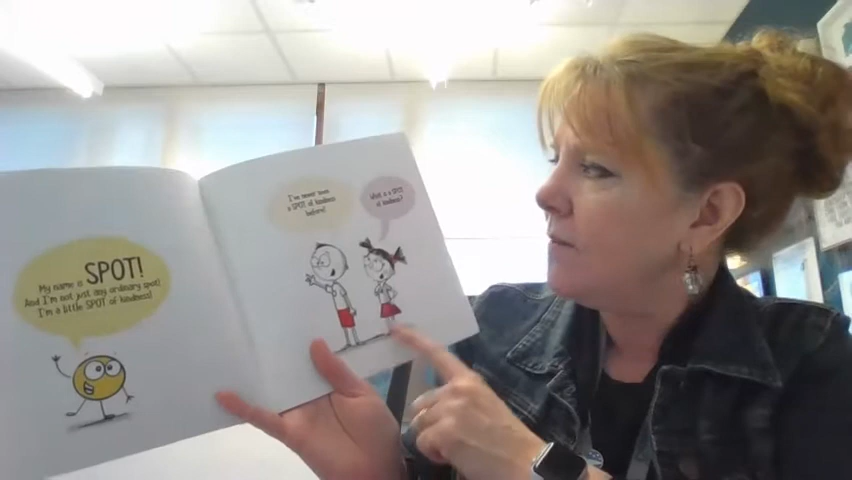 My name is SPOT!
And I'm not just any ordinary spot!
I'm a little SPOT of kindness!
I've never seen
a SPOT of kindness
before!
What is a SPOT
of kindness?